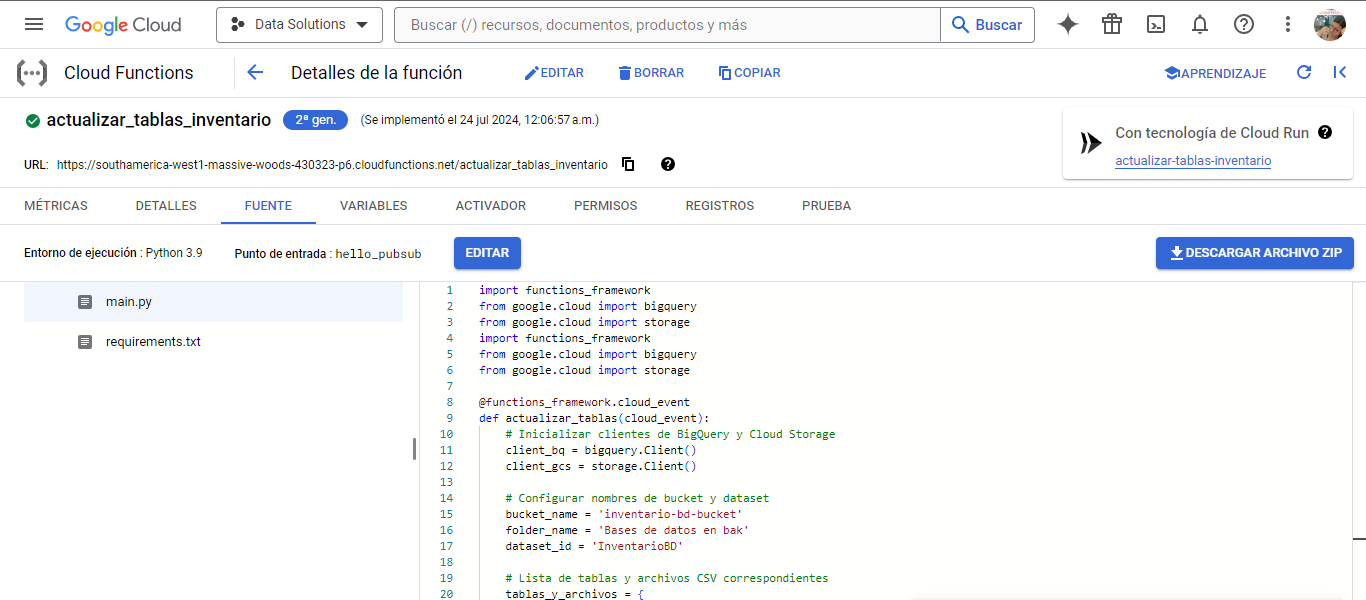 Google Cloud
Data Solutions
Buscar (/) recursos, documentos, productos y más
Buscar
Cloud Functions
Detalles de la función
EDITAR
BORRAR
COPIAR
APRENDIZAJE
actualizar_tablas_inventario
2ª gen.
(Se implementó el 24 jul 2024, 12:06:57 a.m.)
Con tecnología de Cloud Run
actualizar-tablas-inventario
URL: https://southamerica-west1-massive-woods-430323-p6.cloudfunctions.net/actualizar_tablas_inventario
MÉTRICAS
DETALLES
FUENTE
VARIABLES
ACTIVADOR
PERMISOS
REGISTROS
PRUEBA
Entorno de ejecución : Python 3.9
Punto de entrada : hello_pubsub
EDITAR
DESCARGAR ARCHIVO ZIP
main.py
requirements.txt
1 import functions_framework
2 from google.cloud import bigquery
3 from google.cloud import storage
4 import functions_framework
5 from google.cloud import bigquery
6 from google.cloud import storage
7
8 @functions_framework.cloud_event
9 def actualizar_tablas(cloud_event):
10 # Inicializar clientes de BigQuery y Cloud Storage
11 client_bq = bigquery.Client()
12 client_gcs = storage.Client()
13
14 # Configurar nombres de bucket y dataset
15 bucket_name = 'inventario-bd-bucket'
16 folder_name = 'Bases de datos en bak'
17 dataset_id = 'InventarioBD'
18
19 # Lista de tablas y archivos CSV correspondientes
20 tablas_y_archivos = {